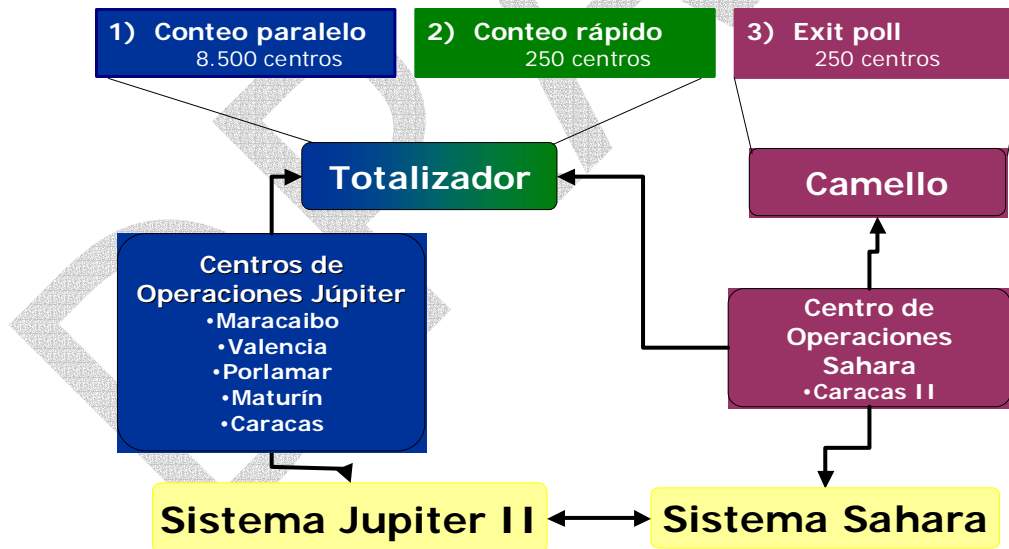 1) Conteo paralelo
8.500 centros
2) Conteo rápido
250 centros
3) Exit poll
250 centros
Totalizador
Camello
Centros de
Operaciones Júpiter
•Maracaibo
•Valencia
•Porlamar
•Maturín
•Caracas
Centro de
Operaciones
Sahara
•Caracas II
Sistema Jupiter II
Sistema Sahara